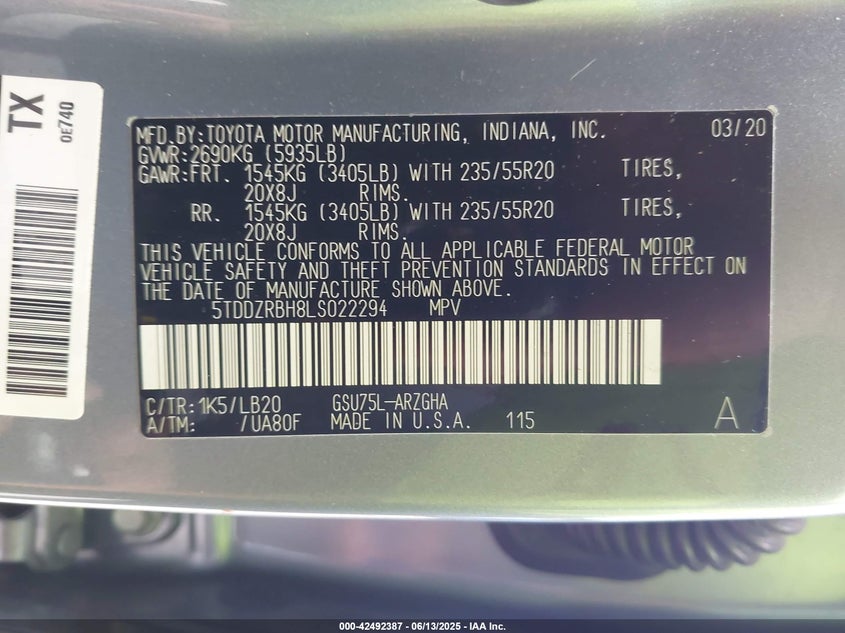 TX
0E740
MFD.BY:TOYOTA MOTOR MANUFACTURING, INDIANA, INC. 03/20
GVWR:2690KG (5935LB)
GAWR:FRT. 1545KG (3405LB) WITH 235/55R20 TIRES,
20X8J RIMS.
RR. 1545KG (3405LB) WITH 235/55R20 TIRES,
20X8J RIMS.
THIS VEHICLE CONFORMS TO ALL APPLICABLE FEDERAL MOTOR
VEHICLE SAFETY AND THEFT PREVENTION STANDARDS IN EFFECT ON
THE DATE OF MANUFACTURE SHOWN ABOVE.
5TDDZRBH8LS022294 MPV
C/TR:1K5/LB20 GSU75L-ARZGHA
A/TM: /UA80F MADE IN U.S.A. 115 A
000-42492387 - 06/13/2025 - IAA Inc.